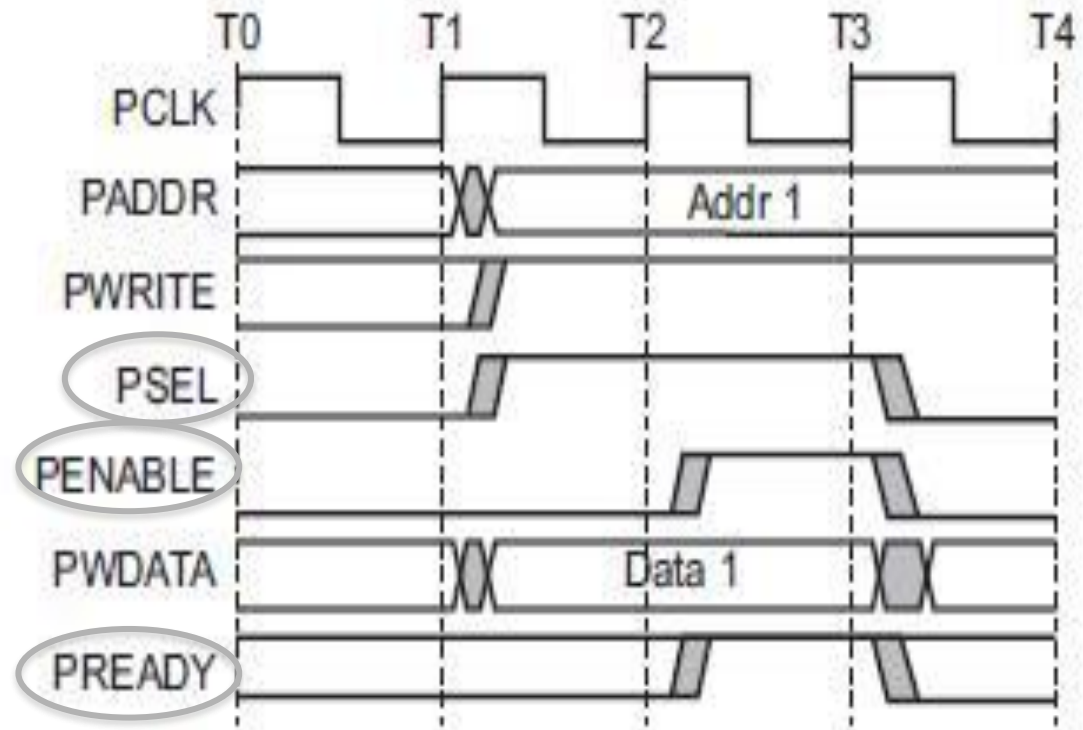 T0 T1 T2 T3 T4
PCLK
PADDR Addr 1
PWRITE
PSEL
PENABLE
PWDATA Data 1
PREADY